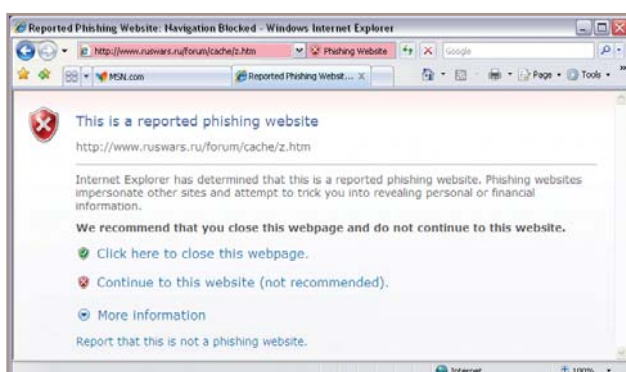 Reported Phishing Website: Navigation Blocked - Windows Internet Explorer
http://www.ruswars.ru/forum/cache/z.htm Phishing Website Google
MSN.com Reported Phishing Websit... Page Tools
This is a reported phishing website
http://www.ruswars.ru/forum/cache/z.htm
Internet Explorer has determined that this is a reported phishing website. Phishing websites
impersonate other sites and attempt to trick you into revealing personal or financial
information.
We recommend that you close this webpage and do not continue to this website.
Click here to close this webpage.
Continue to this website (not recommended).
More information
Report that this is not a phishing website.
Internet 100%